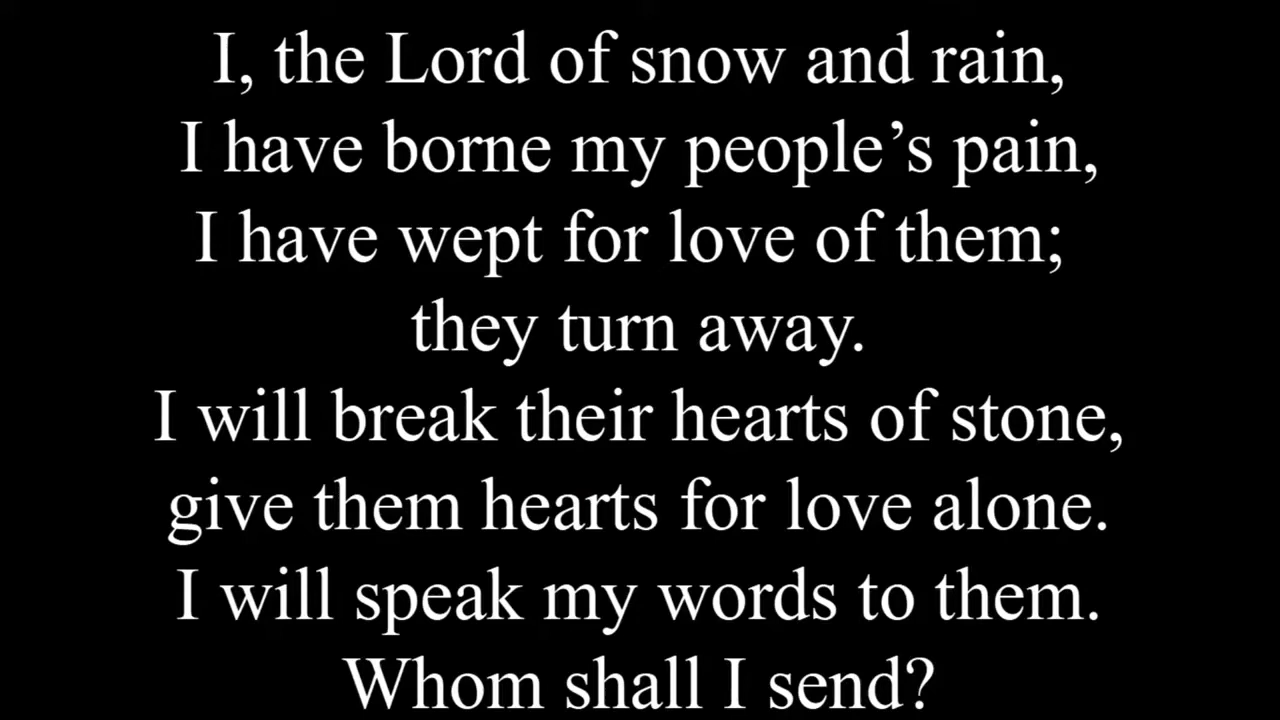 I, the Lord of snow and rain,
I have borne my people’s pain,
I have wept for love of them;
they turn away.
I will break their hearts of stone,
give them hearts for love alone.
I will speak my words to them.
Whom shall I send?